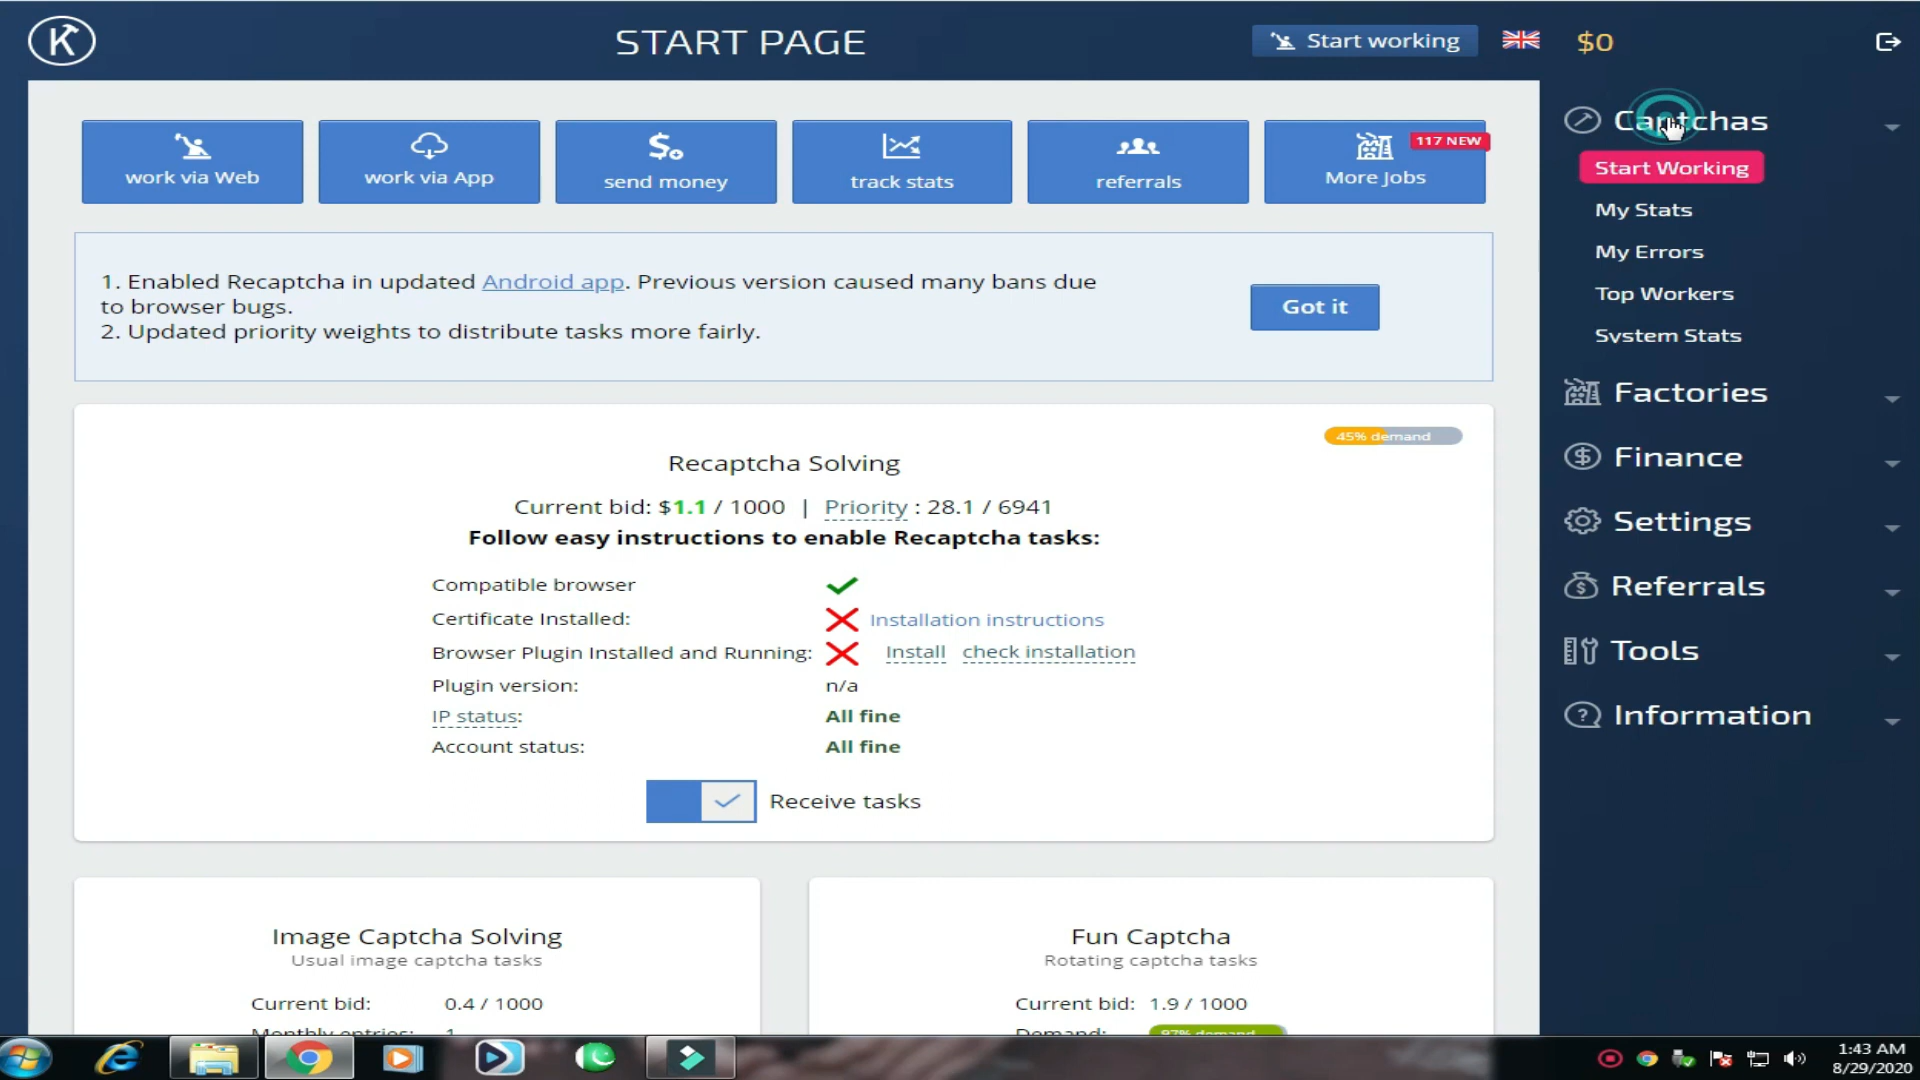 K
START PAGE
Start working
$0
work via Web
work via App
send money
track stats
referrals
More Jobs
117 NEW
1. Enabled Recaptcha in updated Android app. Previous version caused many bans due
to browser bugs.
2. Updated priority weights to distribute tasks more fairly.
Got it
45% demand
Recaptcha Solving
Current bid: $1.1 / 1000 | Priority : 28.1 / 6941
Follow easy instructions to enable Recaptcha tasks:
Compatible browser
Certificate Installed: Installation instructions
Browser Plugin Installed and Running: Install check installation
Plugin version: n/a
IP status: All fine
Account status: All fine
Receive tasks
Image Captcha Solving
Usual image captcha tasks
Current bid: 0.4 / 1000
Monthly entries: 1
Fun Captcha
Rotating captcha tasks
Current bid: 1.9 / 1000
Demand: 97% demand
Captchas
Start Working
My Stats
My Errors
Top Workers
System Stats
Factories
Finance
Settings
Referrals
Tools
Information
1:43 AM
8/29/2020